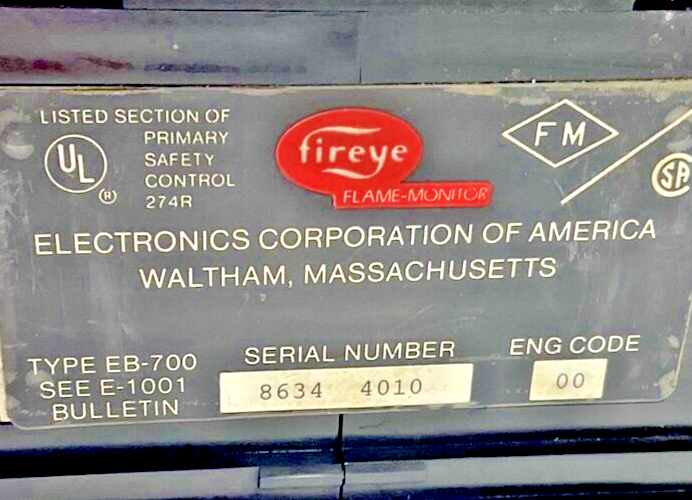 LISTED SECTION OF
UL
®
PRIMARY
SAFETY
CONTROL
274R
fireye
FLAME-MONITOR
FM
SA
ELECTRONICS CORPORATION OF AMERICA
WALTHAM, MASSACHUSETTS
TYPE EB-700
SEE E-1001
BULLETIN
SERIAL NUMBER
8634 4010
ENG CODE
00